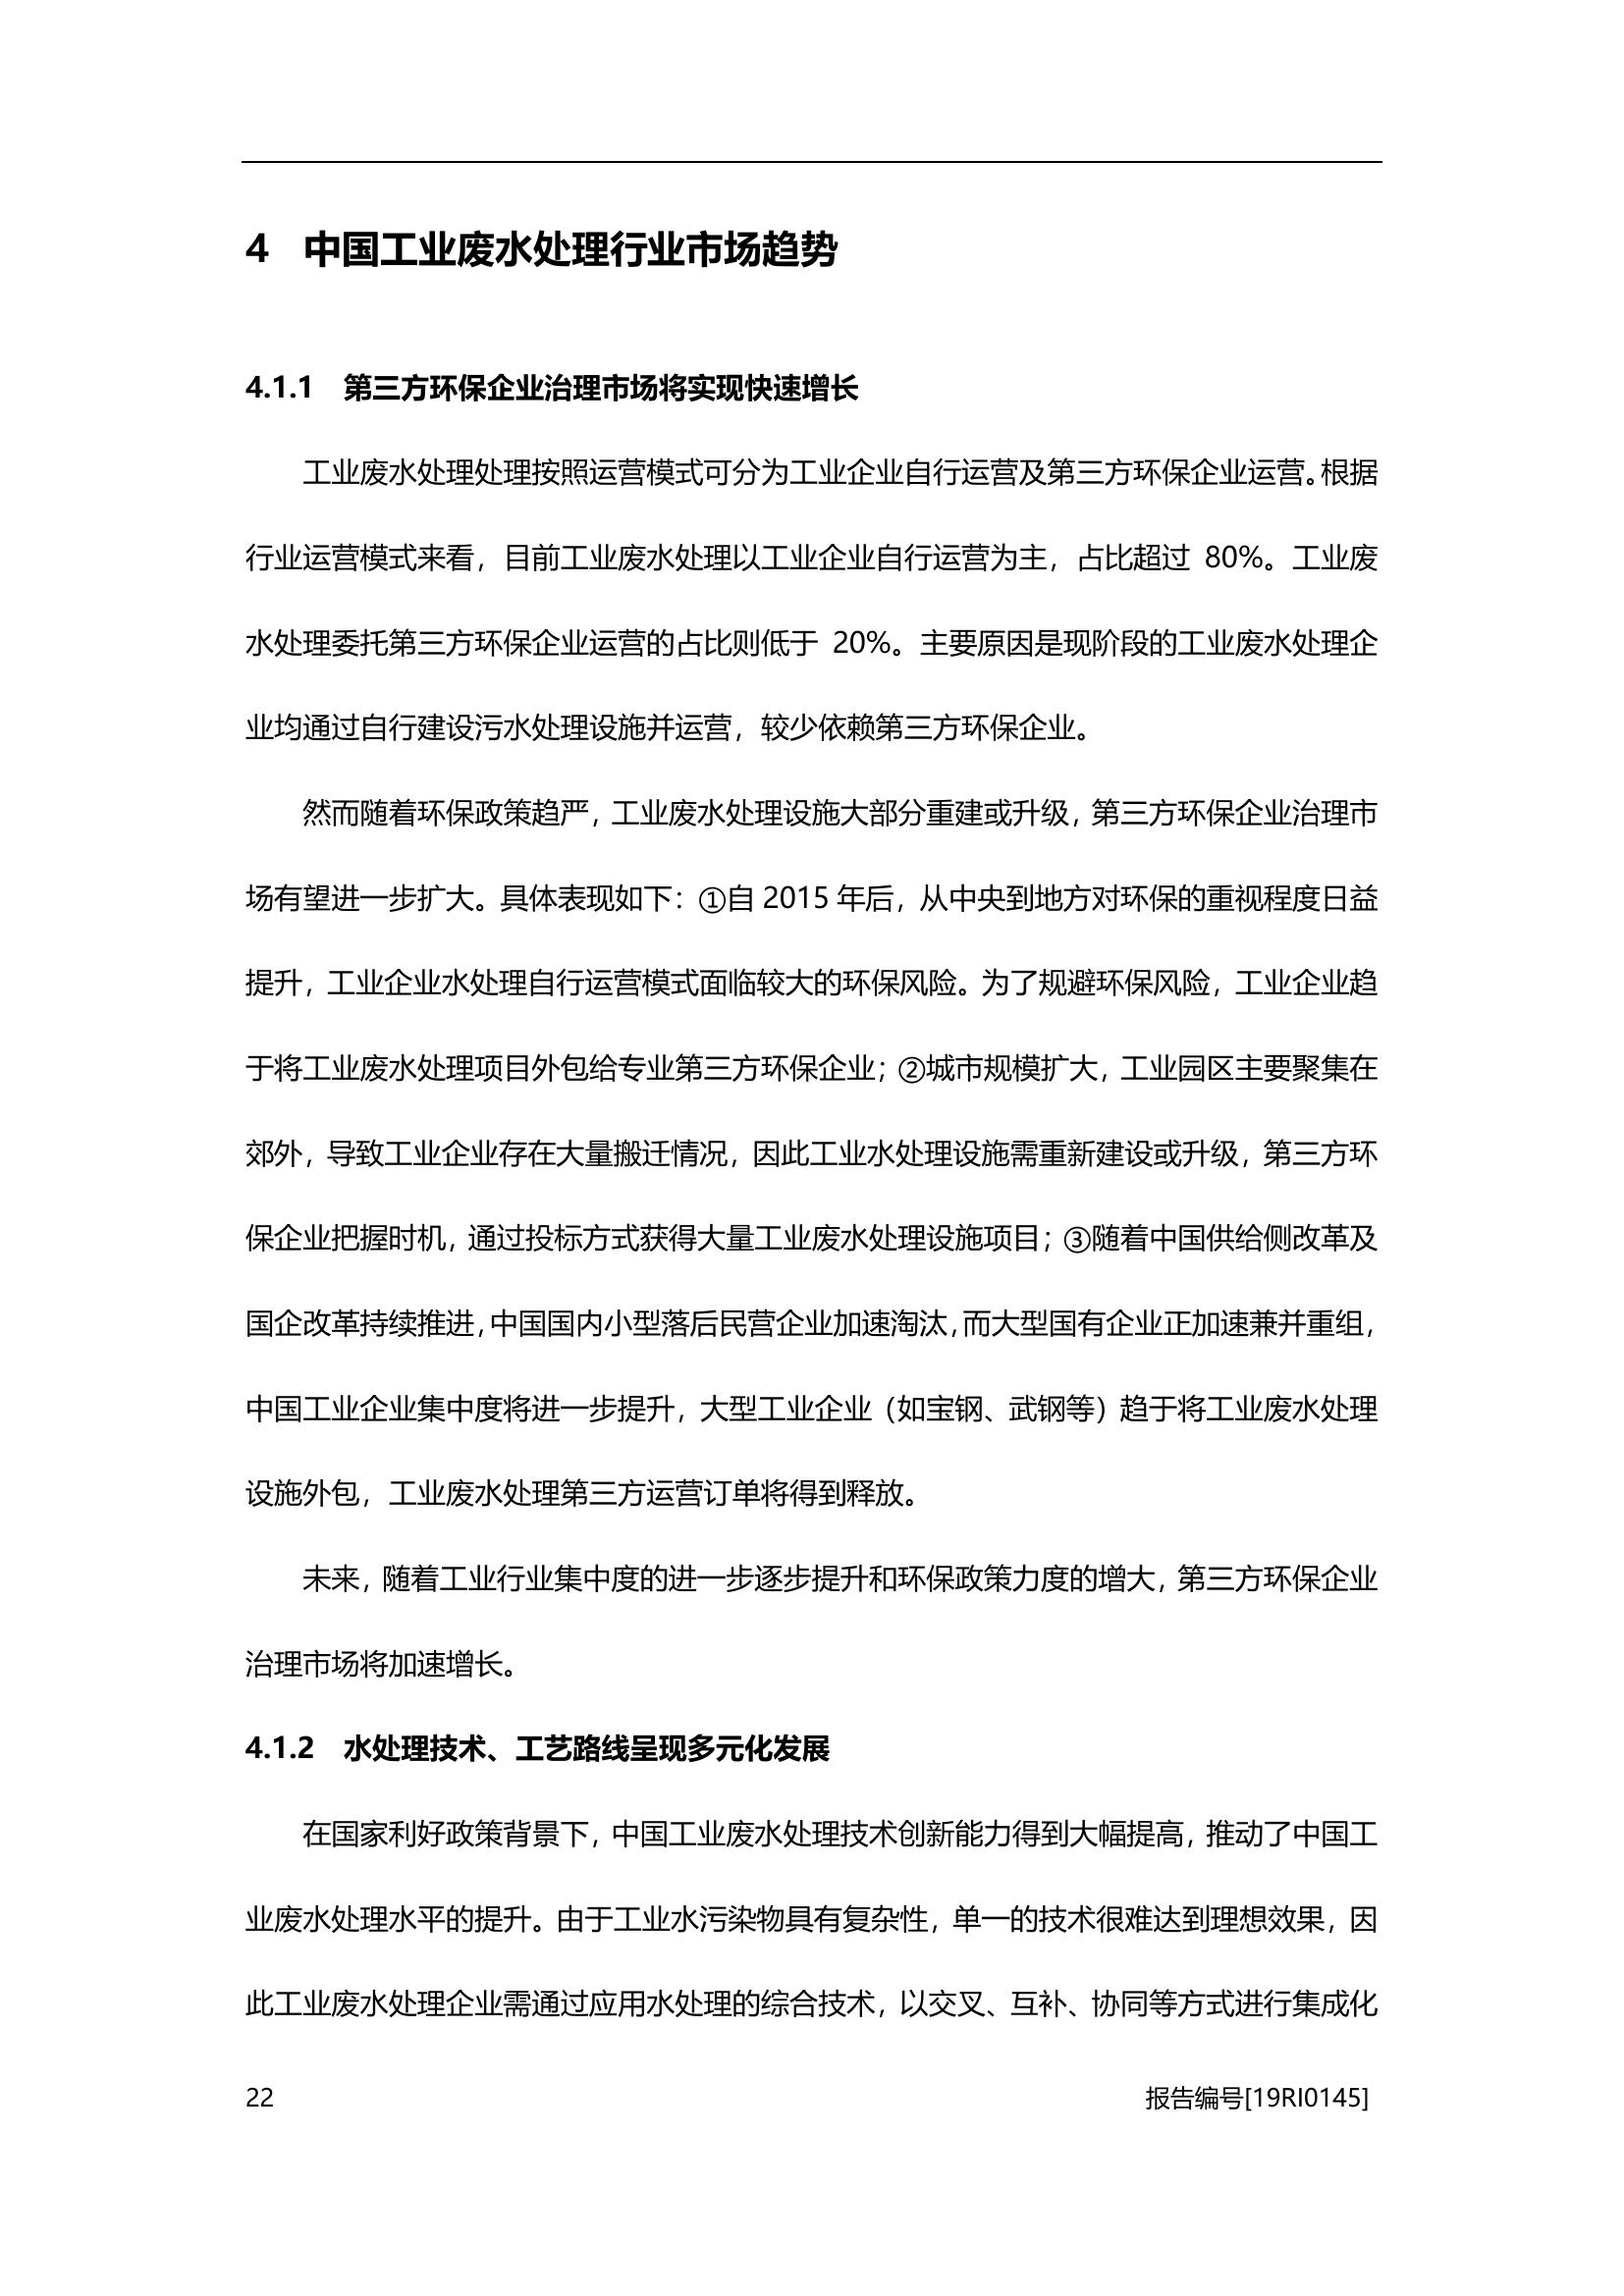 4 中国工业废水处理行业市场趋势
4.1.1 第三方环保企业治理市场将实现快速增长
工业废水处理处理按照运营模式可分为工业企业自行运营及第三方环保企业运营。根据
行业运营模式来看，目前工业废水处理以工业企业自行运营为主，占比超过 80%。工业废
水处理委托第三方环保企业运营的占比则低于 20%。主要原因是现阶段的工业废水处理企
业均通过自行建设污水处理设施并运营，较少依赖第三方环保企业。
然而随着环保政策趋严，工业废水处理设施大部分重建或升级，第三方环保企业治理市
场有望进一步扩大。具体表现如下：①自 2015 年后，从中央到地方对环保的重视程度日益
提升，工业企业水处理自行运营模式面临较大的环保风险。为了规避环保风险，工业企业趋
于将工业废水处理项目外包给专业第三方环保企业；②城市规模扩大，工业园区主要聚集在
郊外，导致工业企业存在大量搬迁情况，因此工业水处理设施需重新建设或升级，第三方环
保企业把握时机，通过投标方式获得大量工业废水处理设施项目；③随着中国供给侧改革及
国企改革持续推进，中国国内小型落后民营企业加速淘汰，而大型国有企业正加速兼并重组，
中国工业企业集中度将进一步提升，大型工业企业（如宝钢、武钢等）趋于将工业废水处理
设施外包，工业废水处理第三方运营订单将得到释放。
未来，随着工业行业集中度的进一步逐步提升和环保政策力度的增大，第三方环保企业
治理市场将加速增长。
4.1.2 水处理技术、工艺路线呈现多元化发展
在国家利好政策背景下，中国工业废水处理技术创新能力得到大幅提高，推动了中国工
业废水处理水平的提升。由于工业水污染物具有复杂性，单一的技术很难达到理想效果，因
此工业废水处理企业需通过应用水处理的综合技术，以交叉、互补、协同等方式进行集成化
22 报告编号[19RI0145]